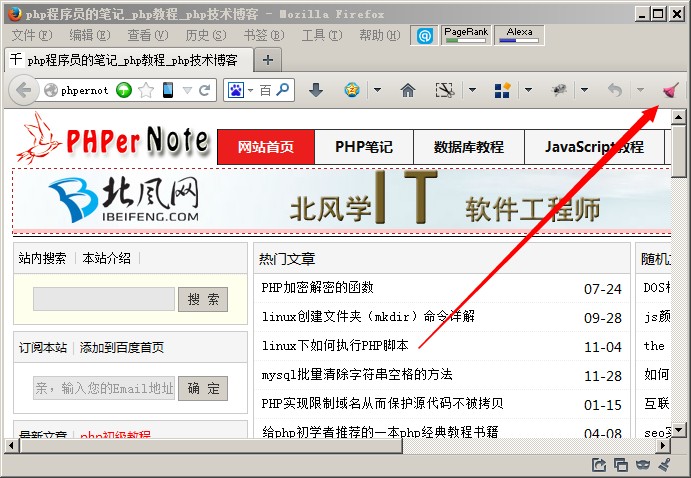 php程序员的笔记_php教程_php技术博客 - Mozilla Firefox
文件(F) 编辑(E) 查看(V) 历史(S) 书签(B) 工具(T) 帮助(H) PageRank Alexa
千 php程序员的笔记_php教程_php技术博客
phpernot 百
PHPer Note 网站首页 PHP笔记 数据库教程 JavaScript教程
北风网 IBEIFENG.COM 北风学IT 软件工程师
站内搜索 本站介绍
搜 索
订阅本站 添加到百度首页
亲,输入您的Email地址 确 定
最新文章 php初级教程
热门文章
PHP加密解密的函数 07-24
linux创建文件夹(mkdir)命令详解 09-28
linux下如何执行PHP脚本 11-04
mysql批量清除字符串空格的方法 11-28
PHP实现限制域名从而保护源代码不被拷贝 01-15
给php初学者推荐的一本php经典教程书籍 04-08
随机
DOS
js颜
the
如何
互联
seo